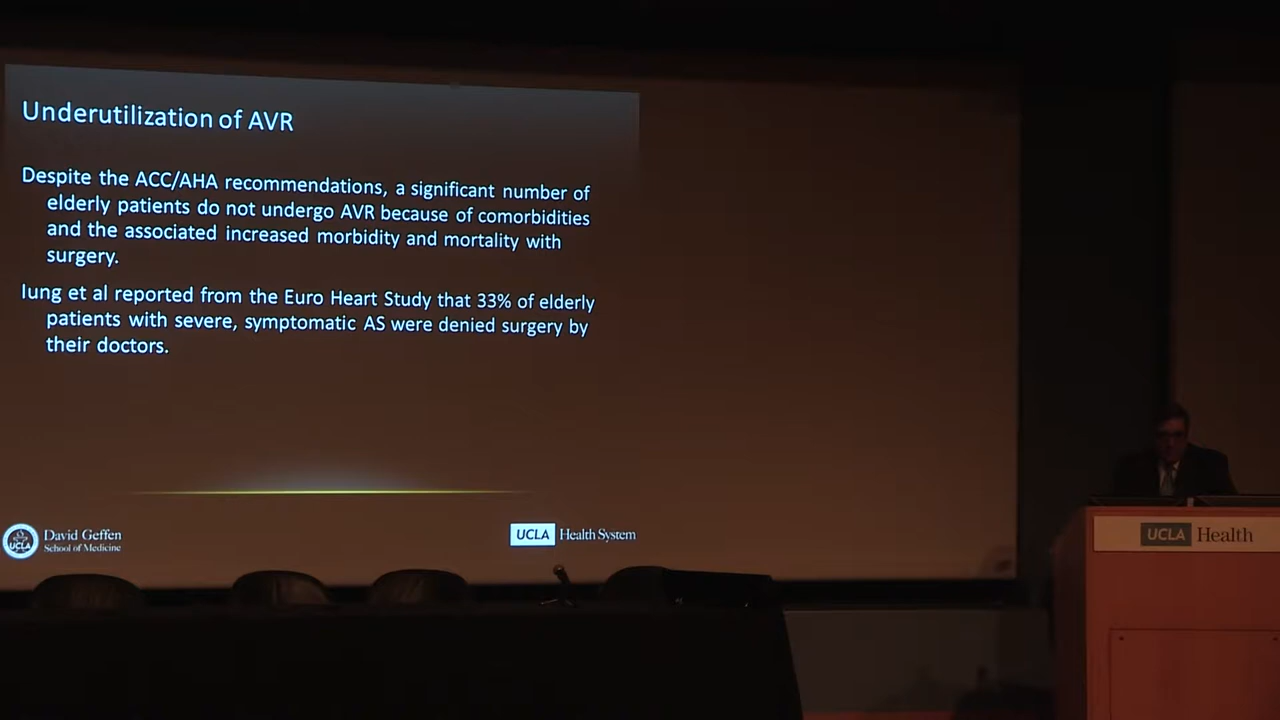 Underutilization of AVR
Despite the ACC/AHA recommendations, a significant number of
elderly patients do not undergo AVR because of comorbidities
and the associated increased morbidity and mortality with
surgery.
Iung et al reported from the Euro Heart Study that 33% of elderly
patients with severe, symptomatic AS were denied surgery by
their doctors.
UCLA
David Geffen
School of Medicine
UCLA Health System
UCLA Health